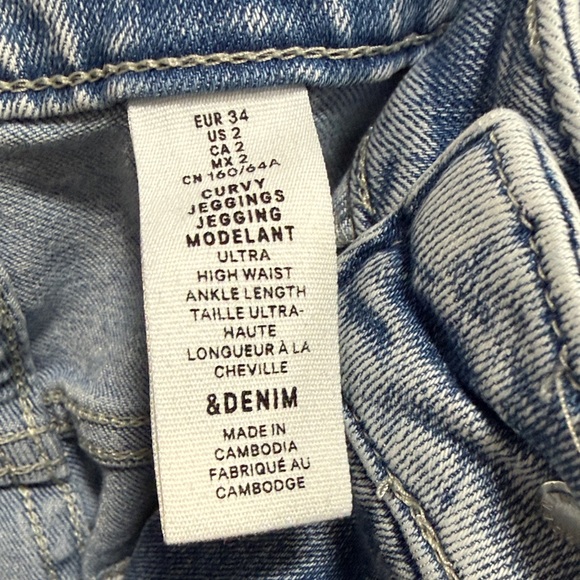 EUR 34
US 2
CA 2
MX 2
CN 160/64A
CURVY
JEGGINGS
JEGGING
MODELANT
ULTRA
HIGH WAIST
ANKLE LENGTH
TAILLE ULTRA-
HAUTE
LONGUEUR À LA
CHEVILLE
&DENIM
MADE IN
CAMBODIA
FABRIQUÉ AU
CAMBODGE